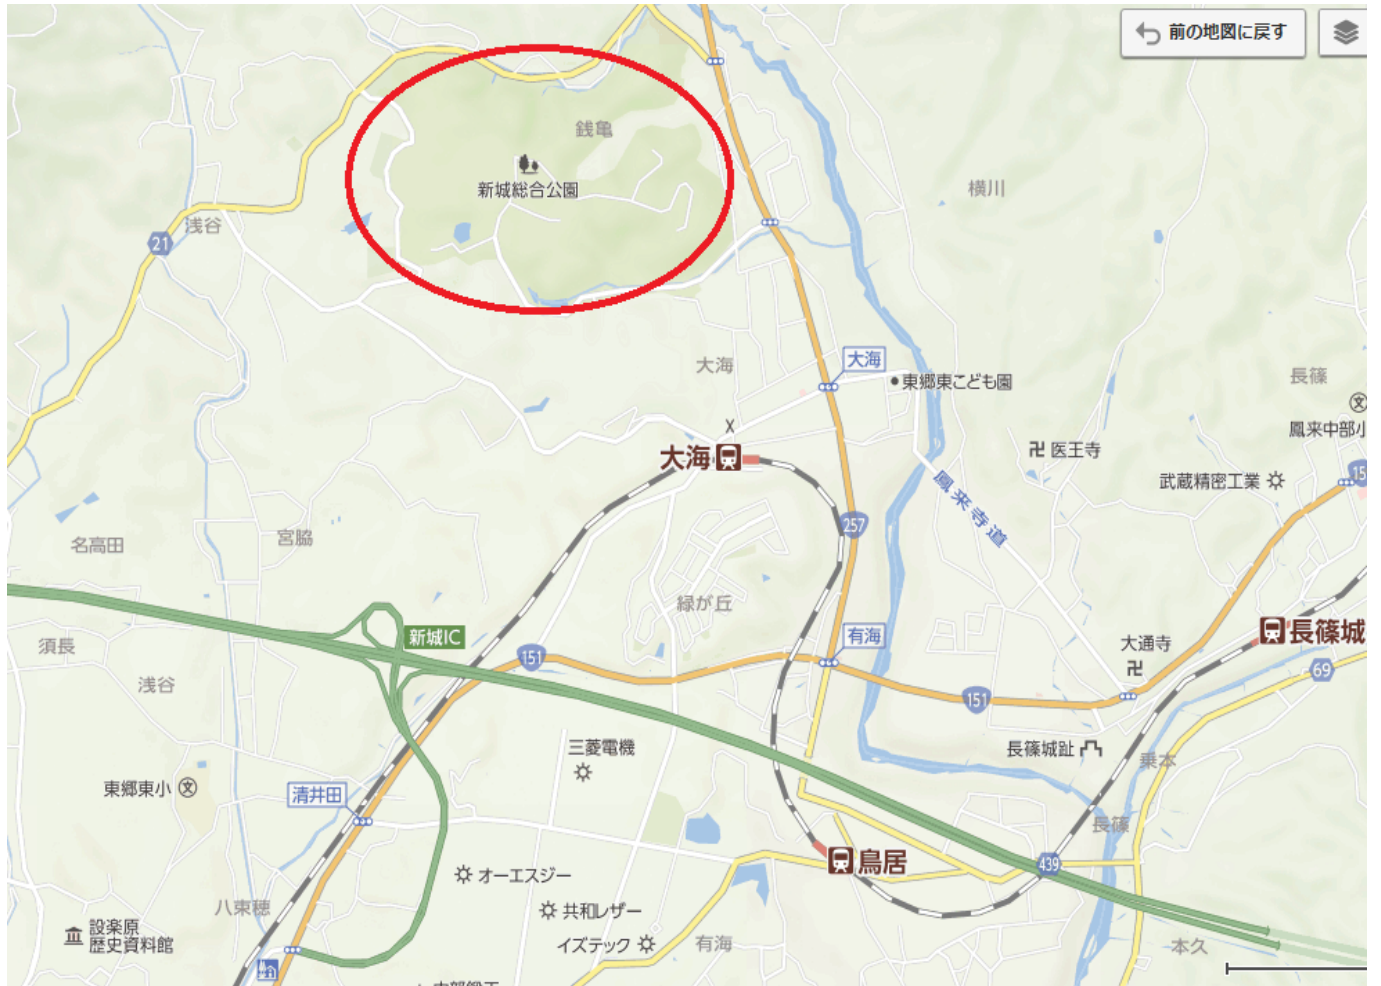 前の地図に戻す
銭亀
新城総合公園
横川
浅谷
21
大海
大海
東郷東こども園
長篠
鳳来中部小
文
大海
医王寺
武蔵精密工業
15
鳳来寺道
257
名高田
宮脇
緑が丘
新城IC
有海
大通寺
長篠城
須長
151
69
浅谷
151
三菱電機
長篠城趾
乗本
東郷東小
文
清井田
長篠
鳥居
439
オーエスジー
八束穂
共和レザー
設楽原
歴史資料館
イズテック
有海
本久